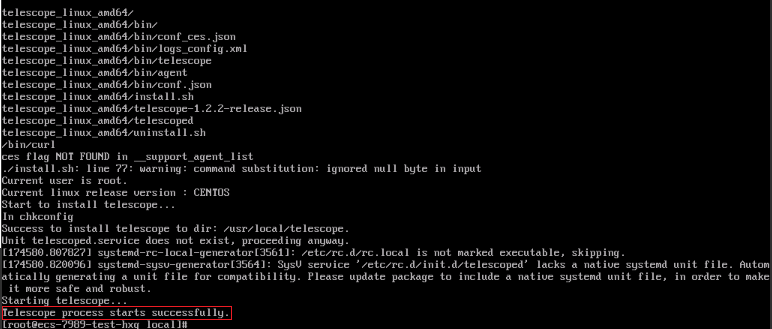 telescope_linux_amd64/
telescope_linux_amd64/bin/
telescope_linux_amd64/bin/conf_ces.json
telescope_linux_amd64/bin/logs_config.xml
telescope_linux_amd64/bin/telescope
telescope_linux_amd64/bin/agent
telescope_linux_amd64/bin/conf.json
telescope_linux_amd64/install.sh
telescope_linux_amd64/telescope-1.2.2-release.json
telescope_linux_amd64/telescoped
telescope_linux_amd64/uninstall.sh
/bin/curl
ces flag NOT FOUND in __support_agent_list
./install.sh: line 77: warning: command substitution: ignored null byte in input
Current user is root.
Current linux release version : CENTOS
Start to install telescope...
In chkconfig
Success to install telescope to dir: /usr/local/telescope.
Unit telescoped.service does not exist, proceeding anyway.
[174580.807827] systemd-rc-local-generator[3561]: /etc/rc.d/rc.local is not marked executable, skipping.
[174580.820096] systemd-sysv-generator[3564]: SysV service '/etc/rc.d/init.d/telescoped' lacks a native systemd unit file. Autom
atically generating a unit file for compatibility. Please update package to include a native systemd unit file, in order to make
it more safe and robust.
Starting telescope...
Telescope process starts successfully.
[root@ecs-7989-test-hxg local]#